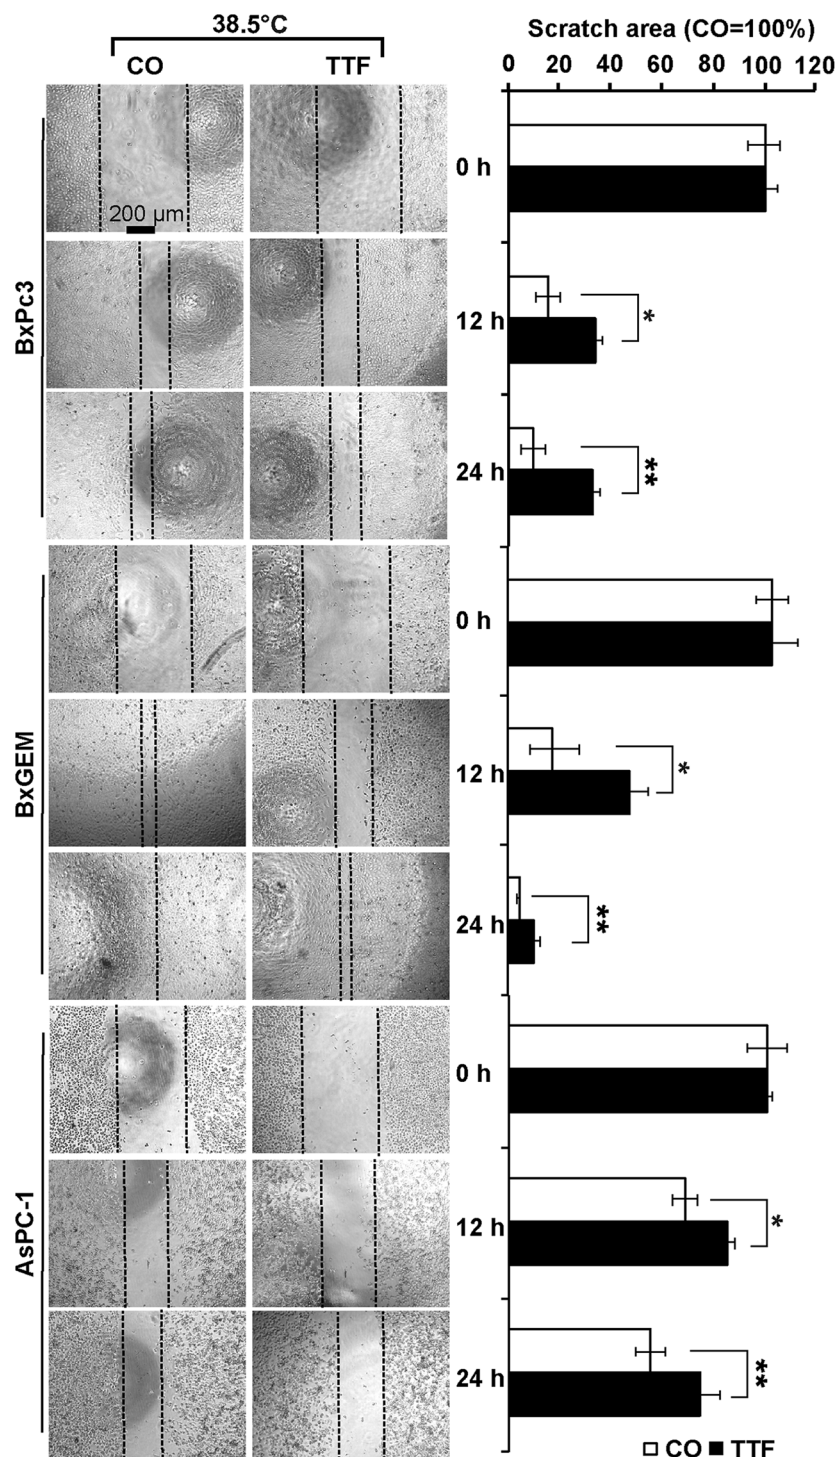 38.5°C
CO TTF
Scratch area (CO=100%)
0 20 40 60 80 100 120
BxPc3
200 µm
0 h
12 h
*
24 h
**
BxGEM
0 h
12 h
*
24 h
**
AsPC-1
0 h
12 h
*
24 h
**
CO TTF